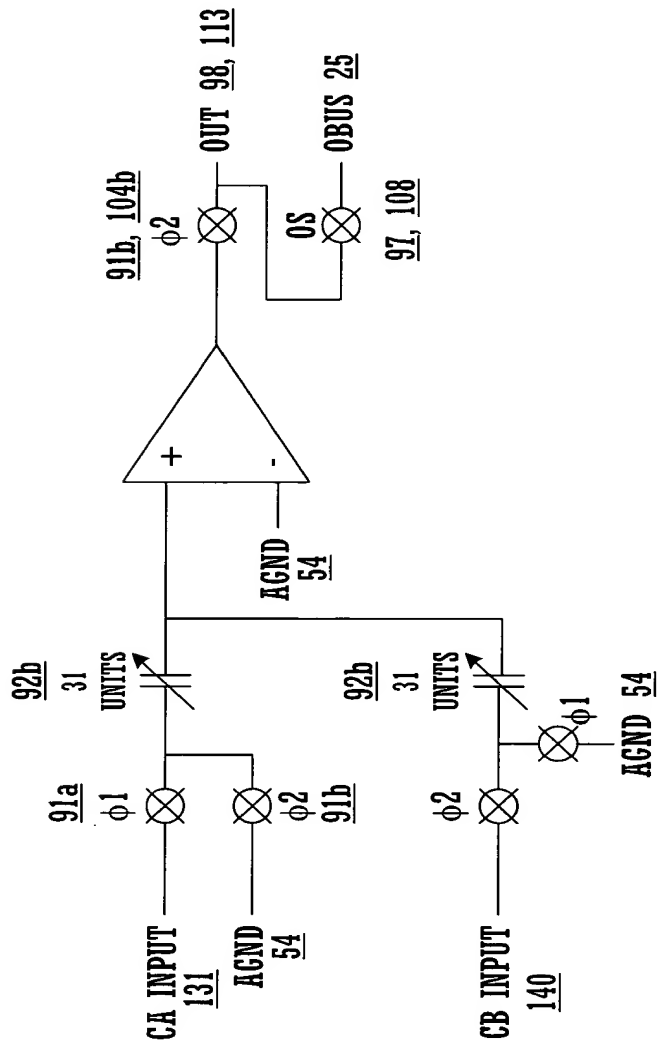 91b, 104b
ϕ2
OUT 98, 113
OS
OBUS 25
97, 108
+
-
AGND
54
92b
31
UNITS
91a
ϕ1
CA INPUT
131
ϕ2
91b
AGND
54
92b
31
UNITS
ϕ2
ϕ1
AGND 54
CB INPUT
140